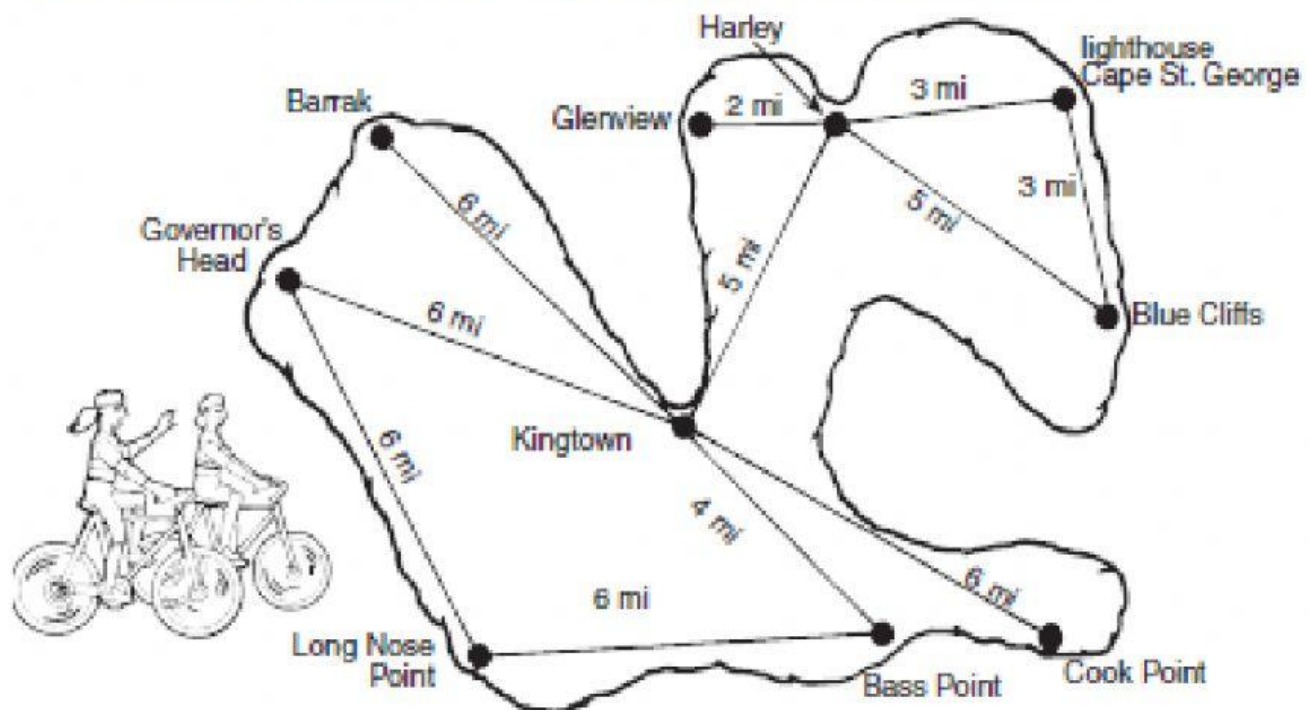 Harley
lighthouse
Cape St. George
Barrak
Glenview
2 mi
3 mi
3 mi
6 mi
5 mi
Governor's
Head
5 mi
6 mi
Blue Cliffs
Kingtown
6 mi
4 mi
6 mi
6 mi
Long Nose
Point
Bass Point
Cook Point